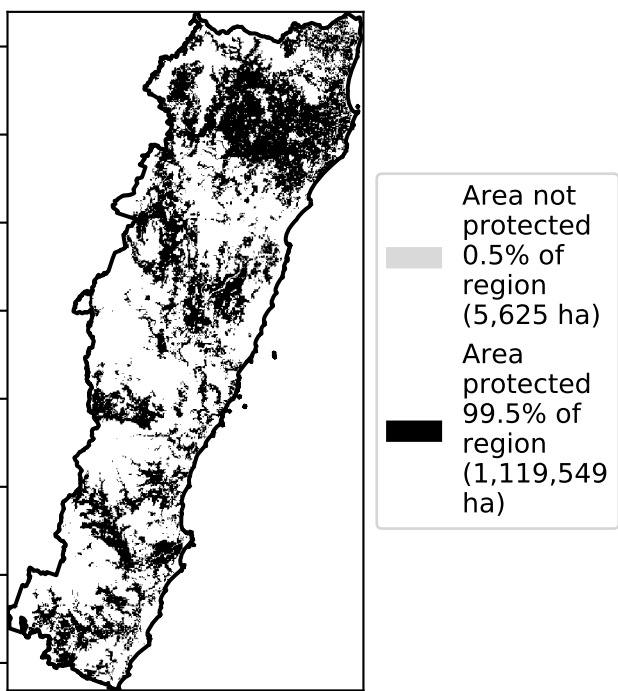 Area not
protected
0.5% of
region
(5,625 ha)
Area
protected
99.5% of
region
(1,119,549
ha)